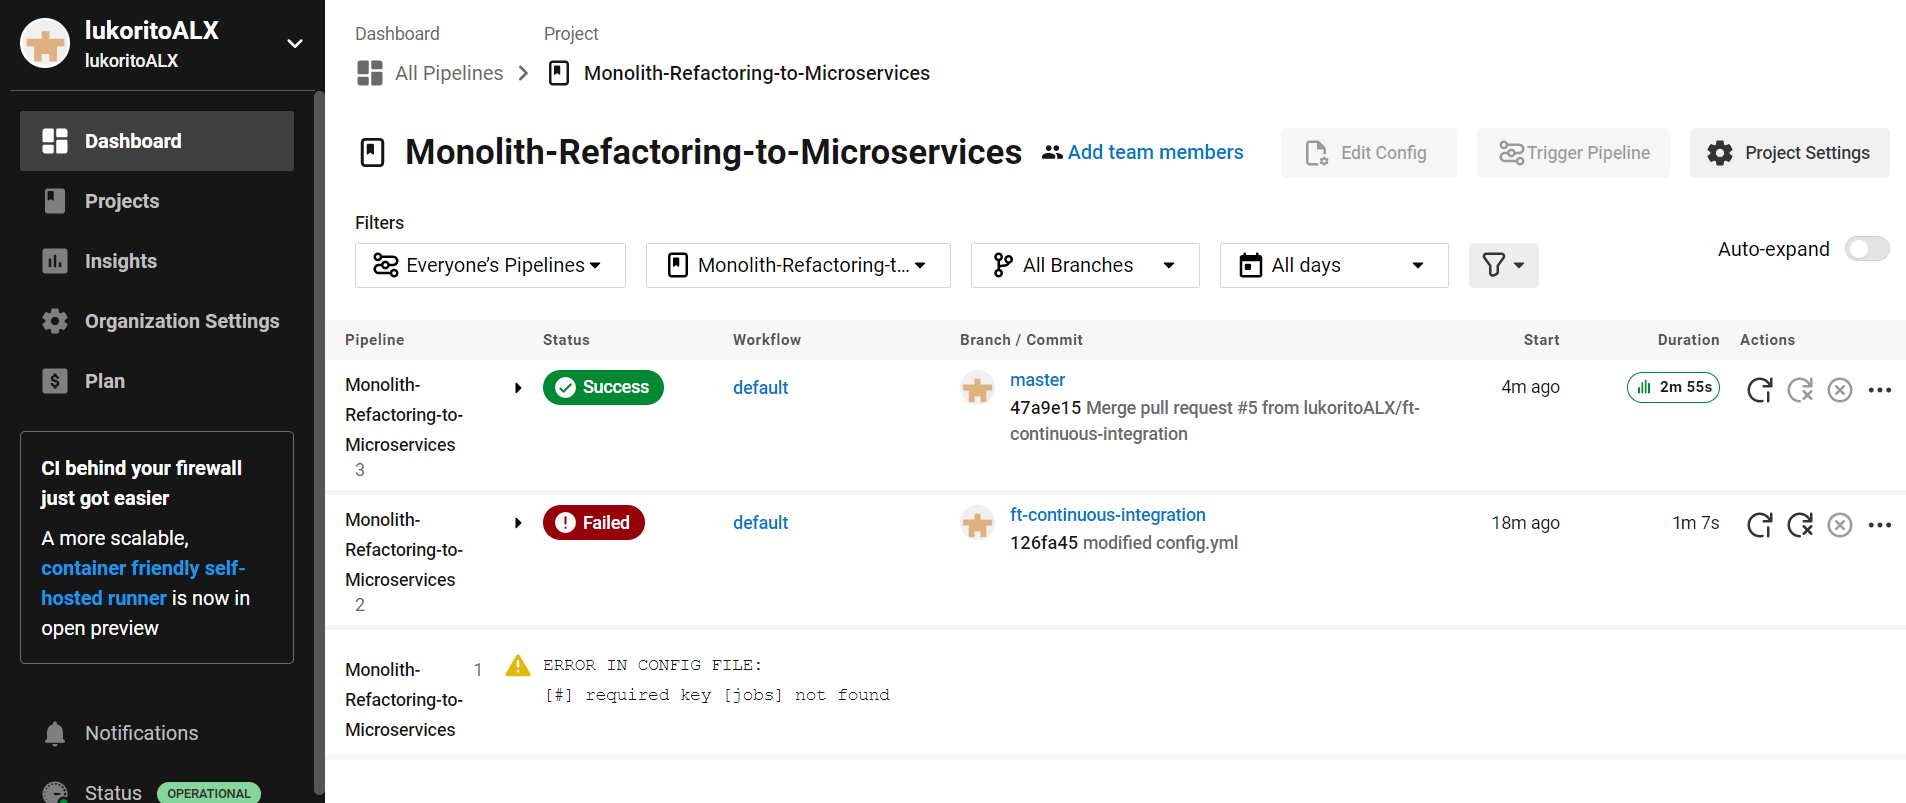 lukoritoALX
lukoritoALX
Dashboard
Projects
Insights
Organization Settings
Plan
CI behind your firewall
just got easier
A more scalable,
container friendly self-
hosted runner is now in
open preview
Notifications
Status OPERATIONAL
Dashboard Project
All Pipelines Monolith-Refactoring-to-Microservices
Monolith-Refactoring-to-Microservices Add team members Edit Config Trigger Pipeline Project Settings
Filters
Everyone’s Pipelines Monolith-Refactoring-t... All Branches All days Auto-expand
Pipeline Status Workflow Branch / Commit Start Duration Actions
Monolith-
Refactoring-to-
Microservices
3
Success default master 4m ago 2m 55s
47a9e15 Merge pull request #5 from lukoritoALX/ft-
continuous-integration
Monolith-
Refactoring-to-
Microservices
2
Failed default ft-continuous-integration 18m ago 1m 7s
126fa45 modified config.yml
Monolith-
Refactoring-to-
Microservices
1
ERROR IN CONFIG FILE:
[#] required key [jobs] not found